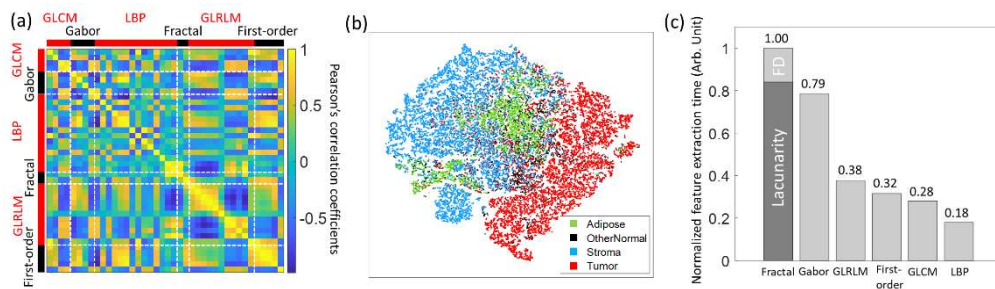 (a)
GLCM
LBP
GLRLM
Gabor
Fractal
First-order
GLCM
Gabor
LBP
Fractal
GLRLM
First-order
1
0.5
0
-0.5
Pearson's correlation coefficients
(b)
Adipose
OtherNormal
Stroma
Tumor
(c)
Normalized feature extraction time (Arb. Unit)
1
0.8
0.6
0.4
0.2
0
1.00
FD
Lacunarity
0.79
0.38
0.32
0.28
0.18
Fractal
Gabor
GLRLM
First-
order
GLCM
LBP